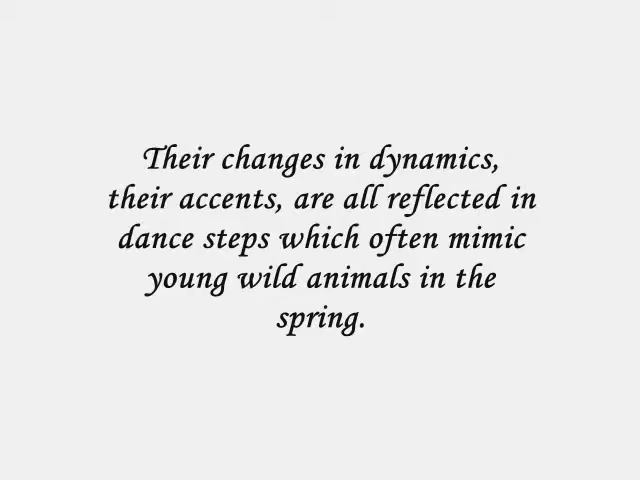 Their changes in dynamics,
their accents, are all reflected in
dance steps which often mimic
young wild animals in the
spring.